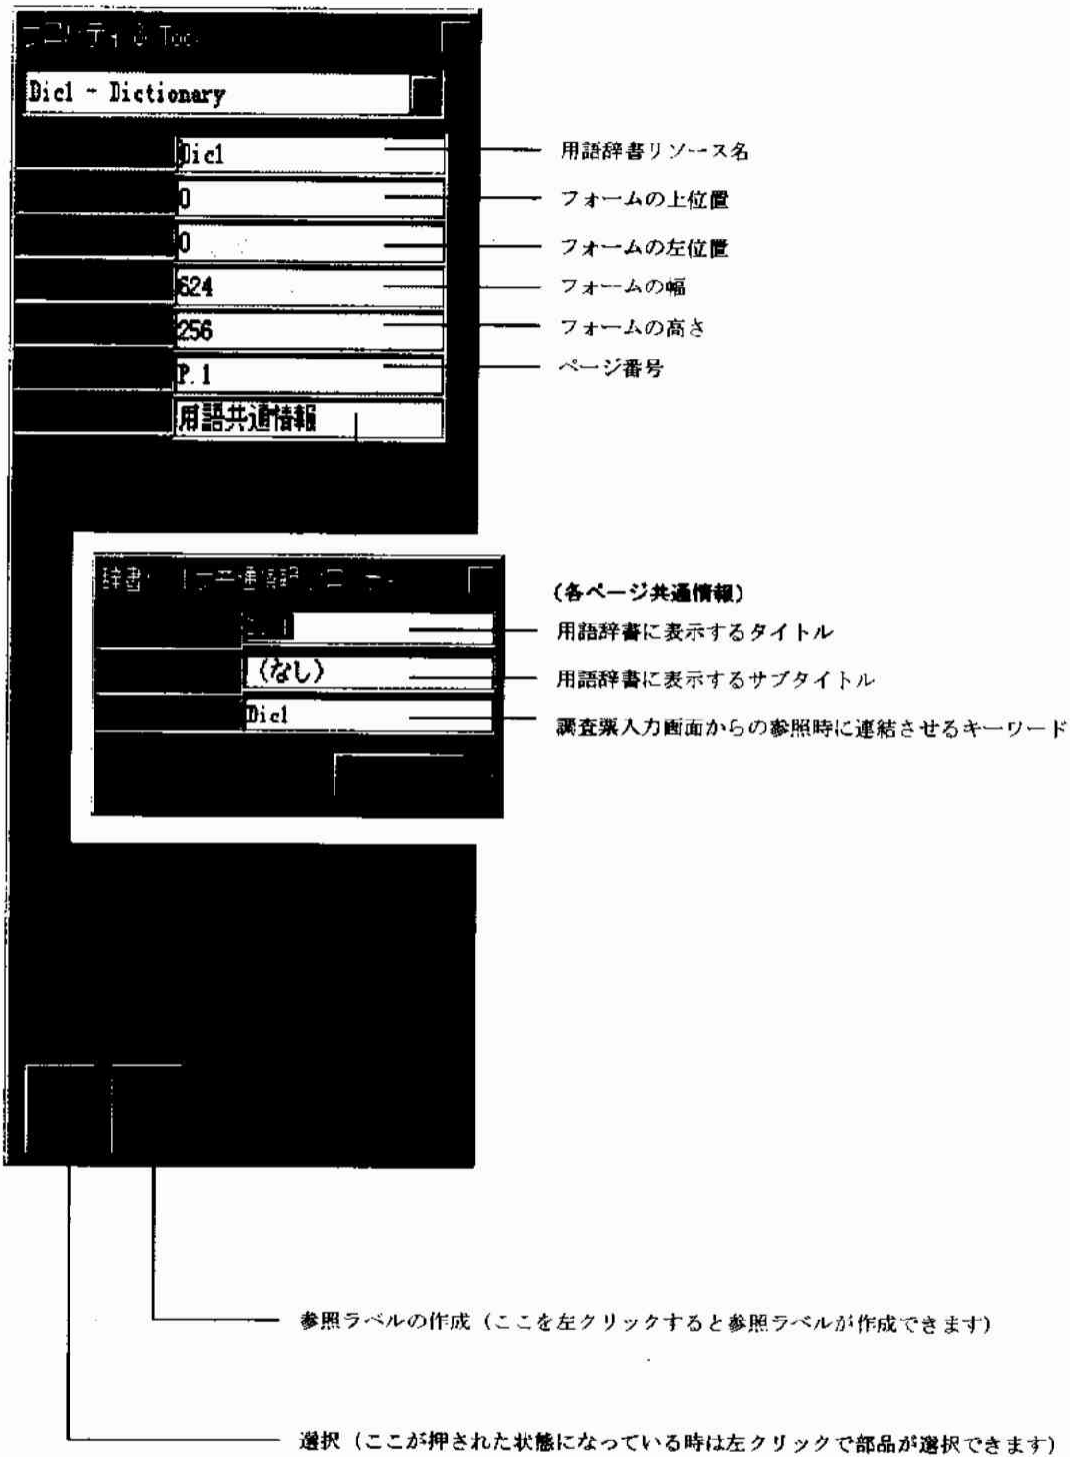 Dic1 - Dictionary
Dic1
用語辞書リソース名
0
フォームの上位置
0
フォームの左位置
624
フォームの幅
256
フォームの高さ
P.1
ページ番号
用語共通情報
(各ページ共通情報)
用語辞書に表示するタイトル
(なし)
用語辞書に表示するサブタイトル
Dic1
調査票入力画面からの参照時に連結させるキーワード
参照ラベルの作成(ここを左クリックすると参照ラベルが作成できます)
選択(ここが押された状態になっている時は左クリックで部品が選択できます)